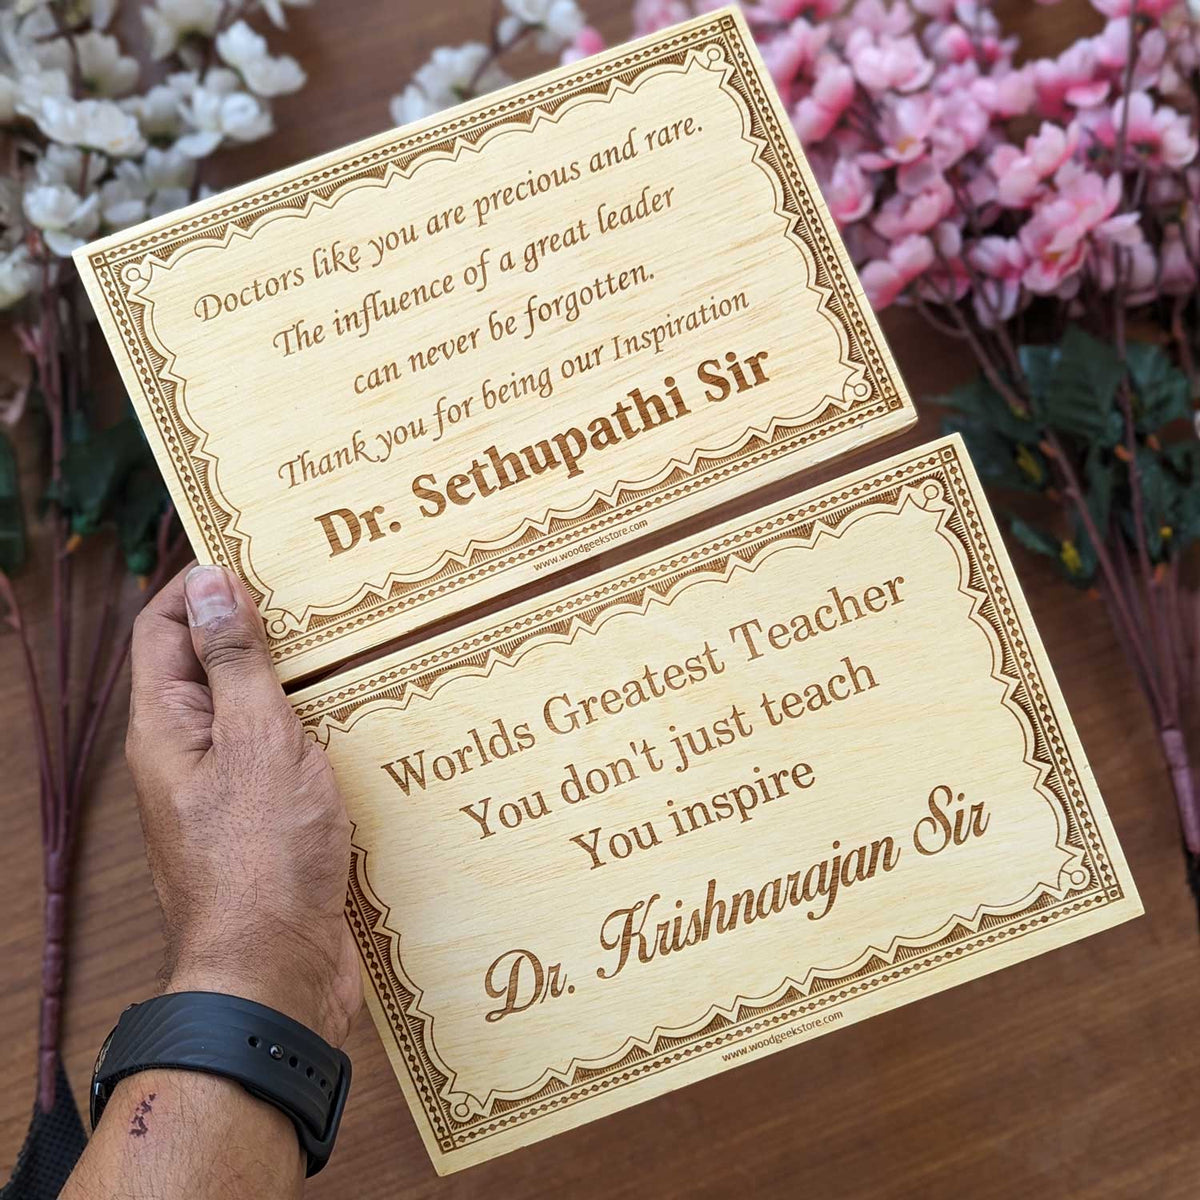 Doctors like you are precious and rare.
The influence of a great leader
can never be forgotten.
Thank you for being our Inspiration
Dr. Sethupathi Sir
www.woodgeekstore.com
Worlds Greatest Teacher
You don't just teach
You inspire
Dr. Krishnarajan Sir
www.woodgeekstore.com